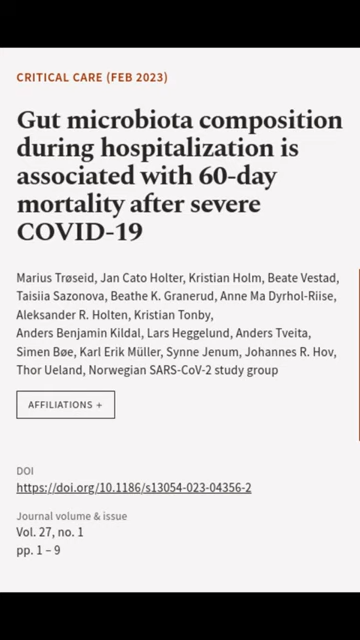 CRITICAL CARE (FEB 2023)
Gut microbiota composition
during hospitalization is
associated with 60-day
mortality after severe
COVID-19
Marius Trøseid, Jan Cato Holter, Kristian Holm, Beate Vestad,
Taisiia Sazonova, Beathe K. Granerud, Anne Ma Dyrhol-Riise,
Aleksander R. Holten, Kristian Tonby,
Anders Benjamin Kildal, Lars Heggelund, Anders Tveita,
Simen Bøe, Karl Erik Müller, Synne Jenum, Johannes R. Hov,
Thor Ueland, Norwegian SARS-CoV-2 study group
AFFILIATIONS +
DOI
https://doi.org/10.1186/s13054-023-04356-2
Journal volume & issue
Vol. 27, no. 1
pp. 1 – 9